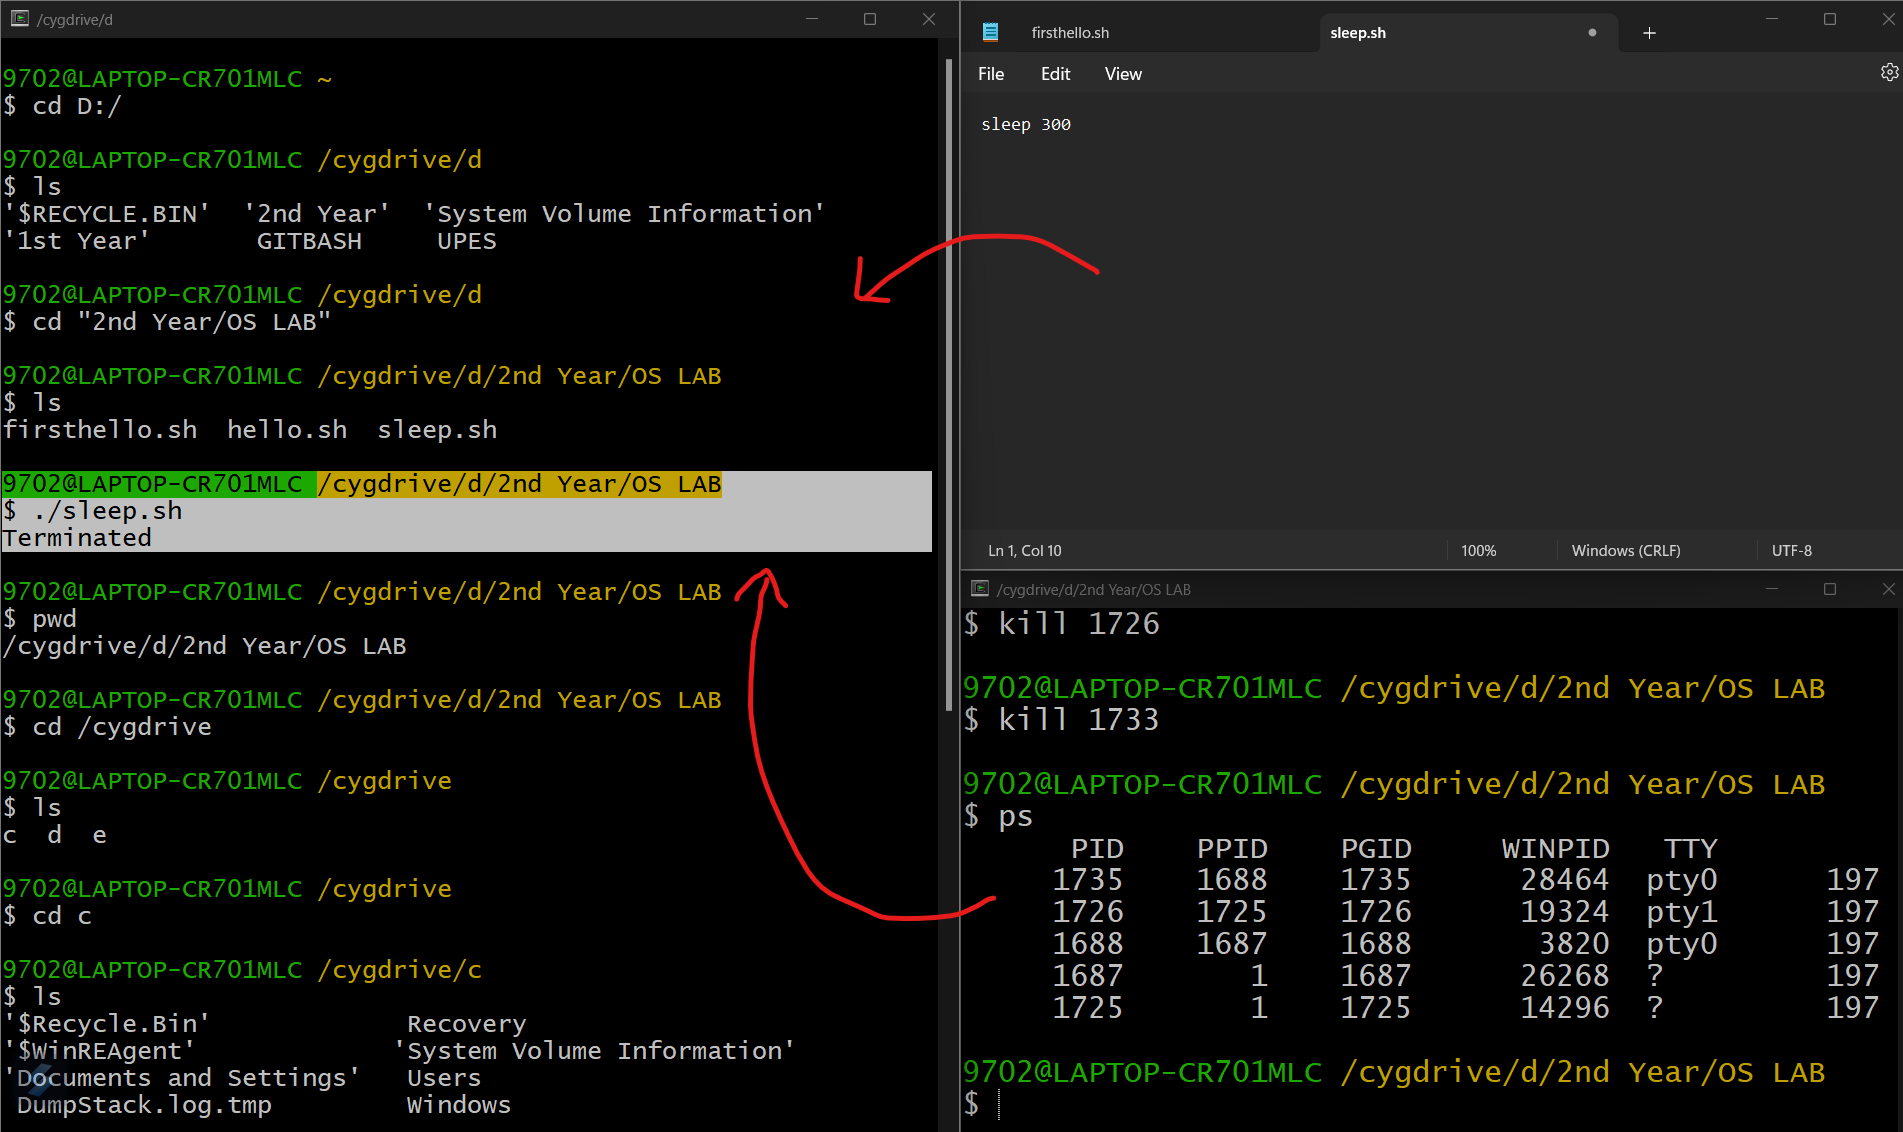 /cygdrive/d
9702@LAPTOP-CR701MLC ~
$ cd D:/
9702@LAPTOP-CR701MLC /cygdrive/d
$ ls
'$RECYCLE.BIN'  '2nd Year'  'System Volume Information'
'1st Year'       GITBASH     UPES
9702@LAPTOP-CR701MLC /cygdrive/d
$ cd "2nd Year/OS LAB"
9702@LAPTOP-CR701MLC /cygdrive/d/2nd Year/OS LAB
$ ls
firsthello.sh  hello.sh  sleep.sh
9702@LAPTOP-CR701MLC /cygdrive/d/2nd Year/OS LAB
$ ./sleep.sh
Terminated
9702@LAPTOP-CR701MLC /cygdrive/d/2nd Year/OS LAB
$ pwd
/cygdrive/d/2nd Year/OS LAB
9702@LAPTOP-CR701MLC /cygdrive/d/2nd Year/OS LAB
$ cd /cygdrive
9702@LAPTOP-CR701MLC /cygdrive
$ ls
c  d  e
9702@LAPTOP-CR701MLC /cygdrive
$ cd c
9702@LAPTOP-CR701MLC /cygdrive/c
$ ls
'$Recycle.Bin'             Recovery
'$WinREAgent'             'System Volume Information'
'Documents and Settings'   Users
DumpStack.log.tmp         Windows
firsthello.sh  sleep.sh
File  Edit  View
sleep 300
Ln 1, Col 10  100%  Windows (CRLF)  UTF-8
/cygdrive/d/2nd Year/OS LAB
$ kill 1726
9702@LAPTOP-CR701MLC /cygdrive/d/2nd Year/OS LAB
$ kill 1733
9702@LAPTOP-CR701MLC /cygdrive/d/2nd Year/OS LAB
$ ps
PID  PPID  PGID  WINPID  TTY
1735  1688  1735  28464  pty0  197
1726  1725  1726  19324  pty1  197
1688  1687  1688  3820  pty0  197
1687  1  1687  26268  ?  197
1725  1  1725  14296  ?  197
9702@LAPTOP-CR701MLC /cygdrive/d/2nd Year/OS LAB
$